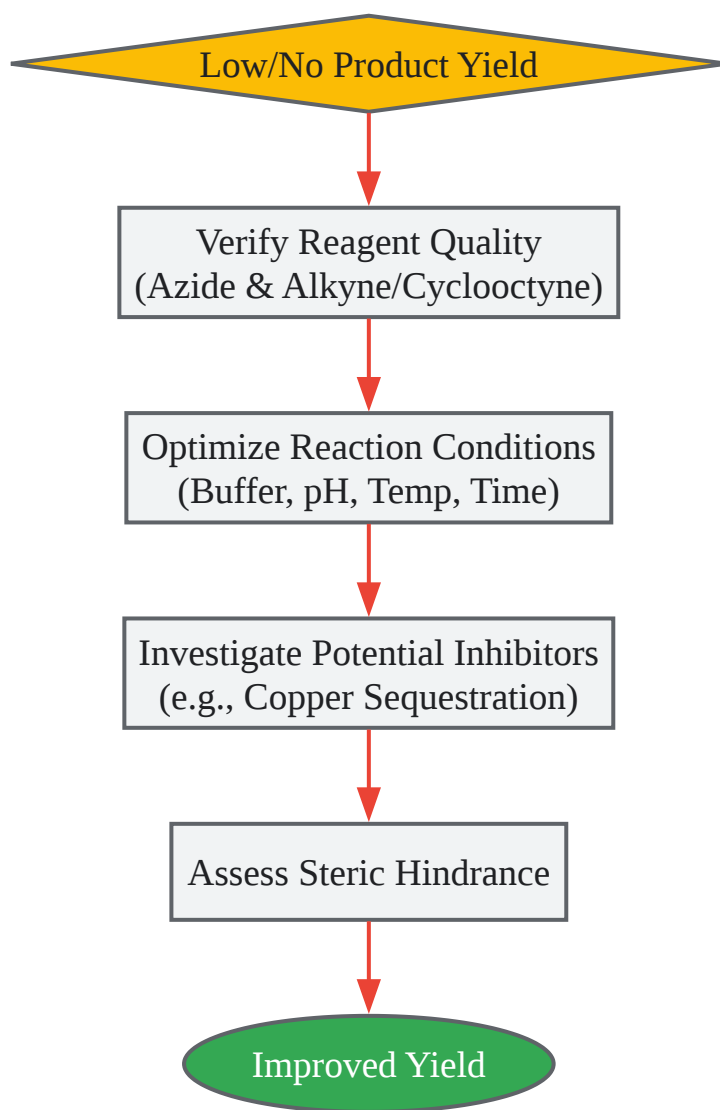 Low/No Product Yield
Verify Reagent Quality
(Azide & Alkyne/Cyclooctyne)
Optimize Reaction Conditions
(Buffer, pH, Temp, Time)
Investigate Potential Inhibitors
(e.g., Copper Sequestration)
Assess Steric Hindrance
Improved Yield